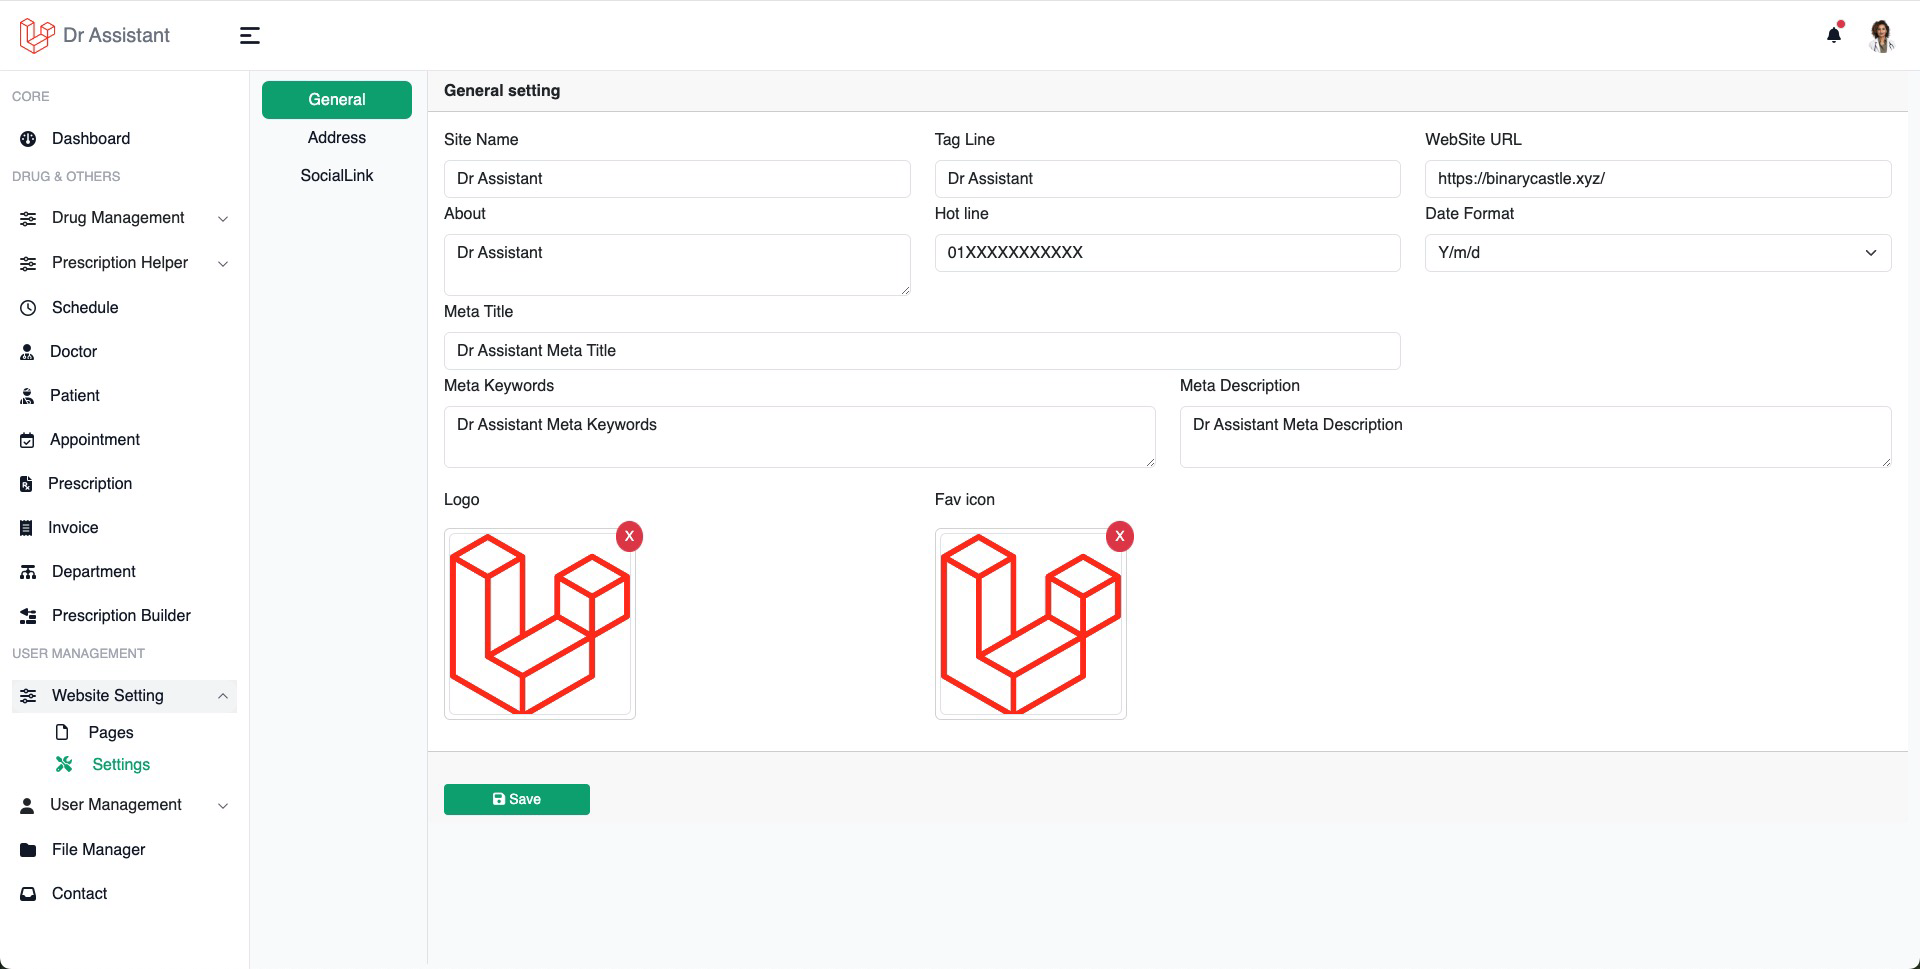 Dr Assistant
CORE
Dashboard
DRUG & OTHERS
Drug Management
Prescription Helper
Schedule
Doctor
Patient
Appointment
Prescription
Invoice
Department
Prescription Builder
USER MANAGEMENT
Website Setting
Pages
Settings
User Management
File Manager
Contact
General
Address
SocialLink
General setting
Site Name
Dr Assistant
Tag Line
Dr Assistant
WebSite URL
https://binarycastle.xyz/
About
Dr Assistant
Hot line
01XXXXXXXXXXX
Date Format
Y/m/d
Meta Title
Dr Assistant Meta Title
Meta Keywords
Dr Assistant Meta Keywords
Meta Description
Dr Assistant Meta Description
Logo
X
Fav icon
X
Save